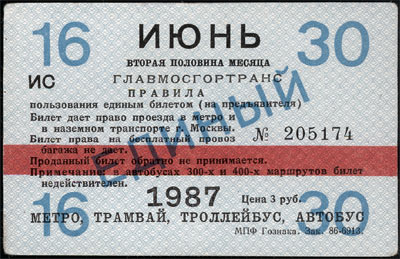 16 ИЮНЬ 30
ВТОРАЯ ПОЛОВИНА МЕСЯЦА
ИС ГЛАВМОСГОРТРАНС
ПРАВИЛА
пользования единым билетом (на предъявителя)
Билет дает право проезда в метро и
в наземном транспорте г. Москвы.
Билет права на бесплатный провоз
багажа не дает.
№ 205174
Проданный билет обратно не принимается.
Примечание: в автобусах 300-х и 400-х маршрутов билет
недействителен.
ЕДИНЫЙ
16 1987 Цена 3 руб. 30
МЕТРО, ТРАМВАЙ, ТРОЛЛЕЙБУС, АВТОБУС
МПФ Гознака. Зак. 86-6913.